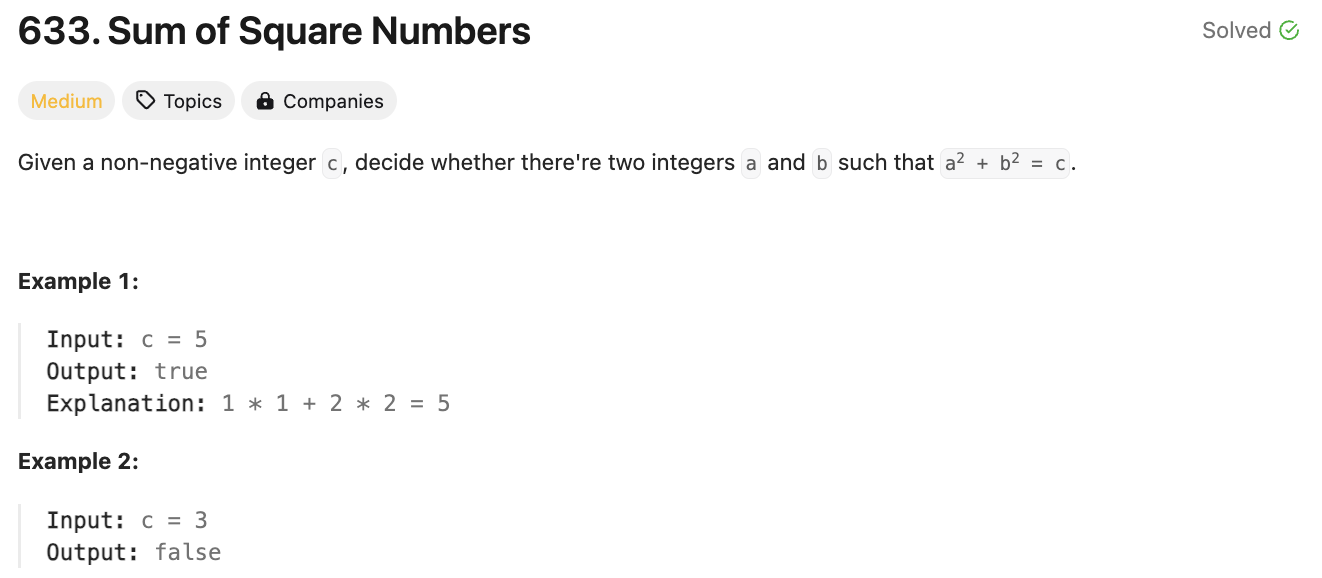 633. Sum of Square Numbers
Solved
Medium Topics Companies
Given a non-negative integer c, decide whether there're two integers a and b such that a² + b² = c.
Example 1:
Input: c = 5
Output: true
Explanation: 1 * 1 + 2 * 2 = 5
Example 2:
Input: c = 3
Output: false